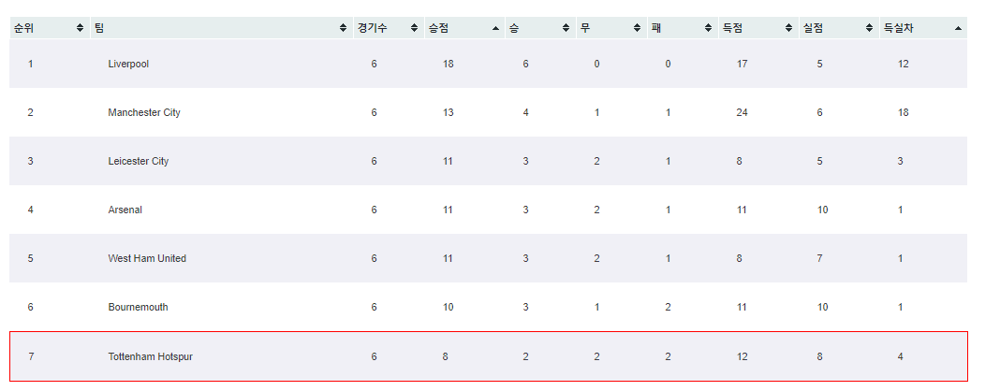 순위 팀 경기수 승점 승 무 패 득점 실점 득실차
1 Liverpool 6 18 6 0 0 17 5 12
2 Manchester City 6 13 4 1 1 24 6 18
3 Leicester City 6 11 3 2 1 8 5 3
4 Arsenal 6 11 3 2 1 11 10 1
5 West Ham United 6 11 3 2 1 8 7 1
6 Bournemouth 6 10 3 1 2 11 10 1
7 Tottenham Hotspur 6 8 2 2 2 12 8 4